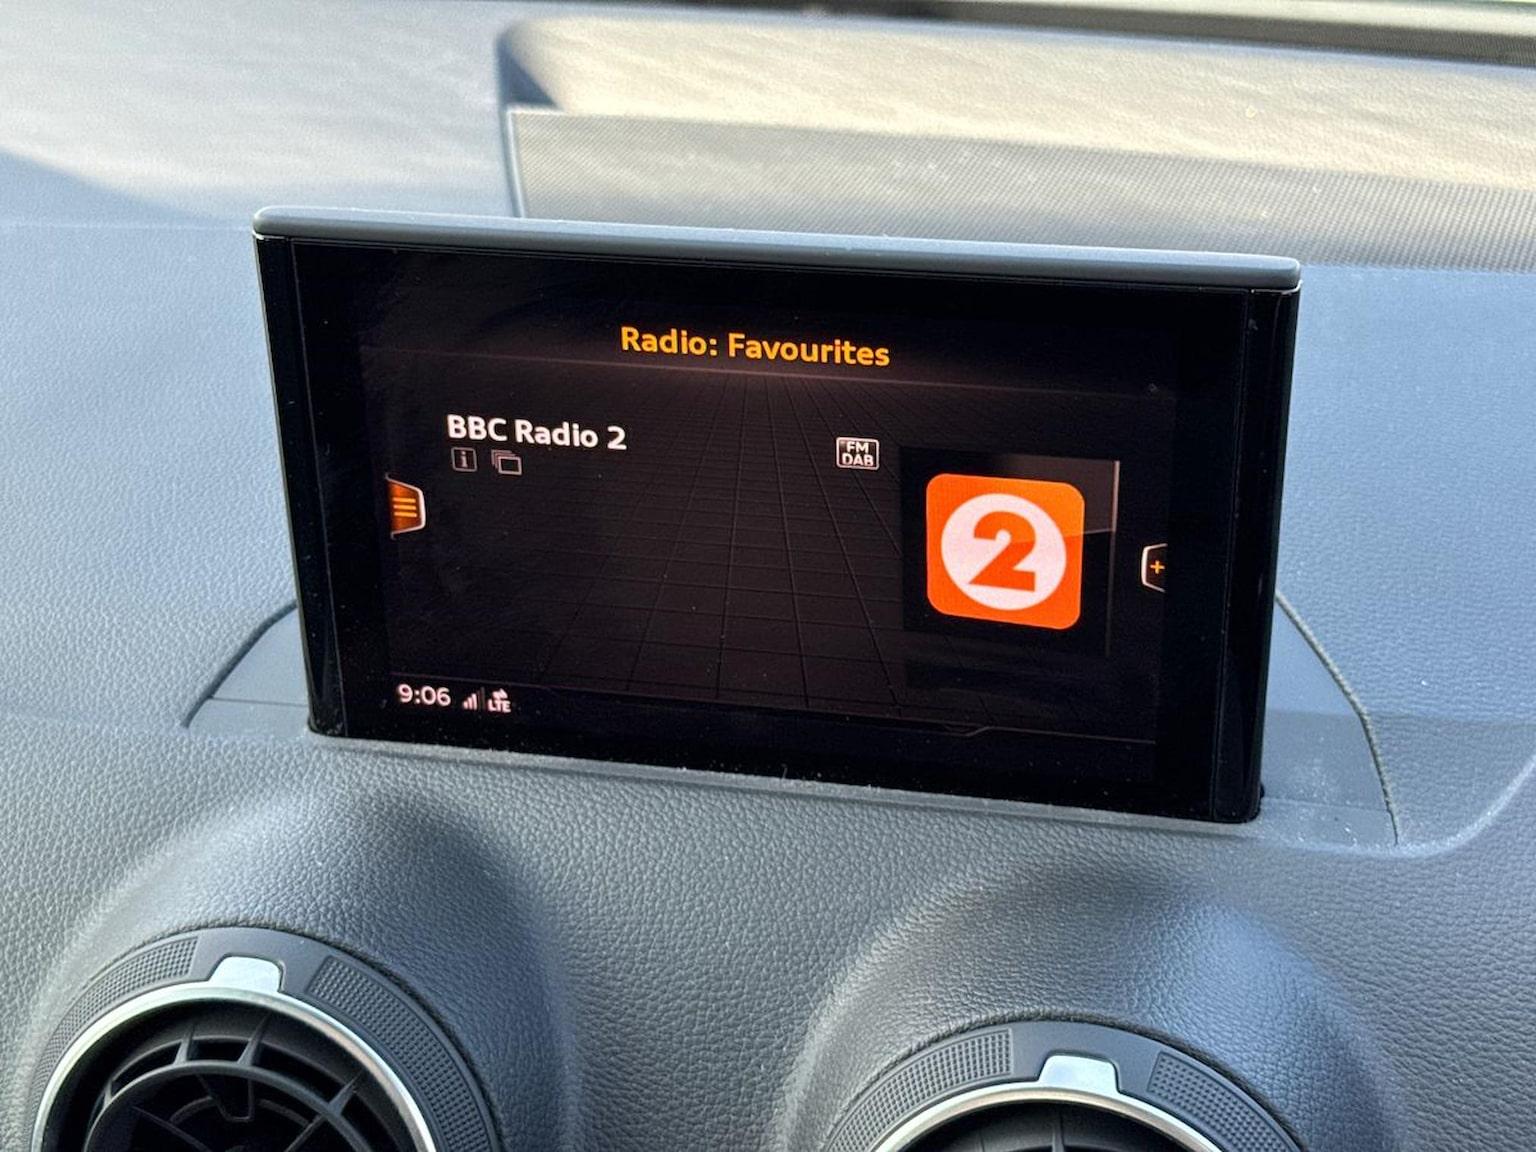 Radio: Favourites
BBC Radio 2
i
FM
DAB
2
9:06 LTE